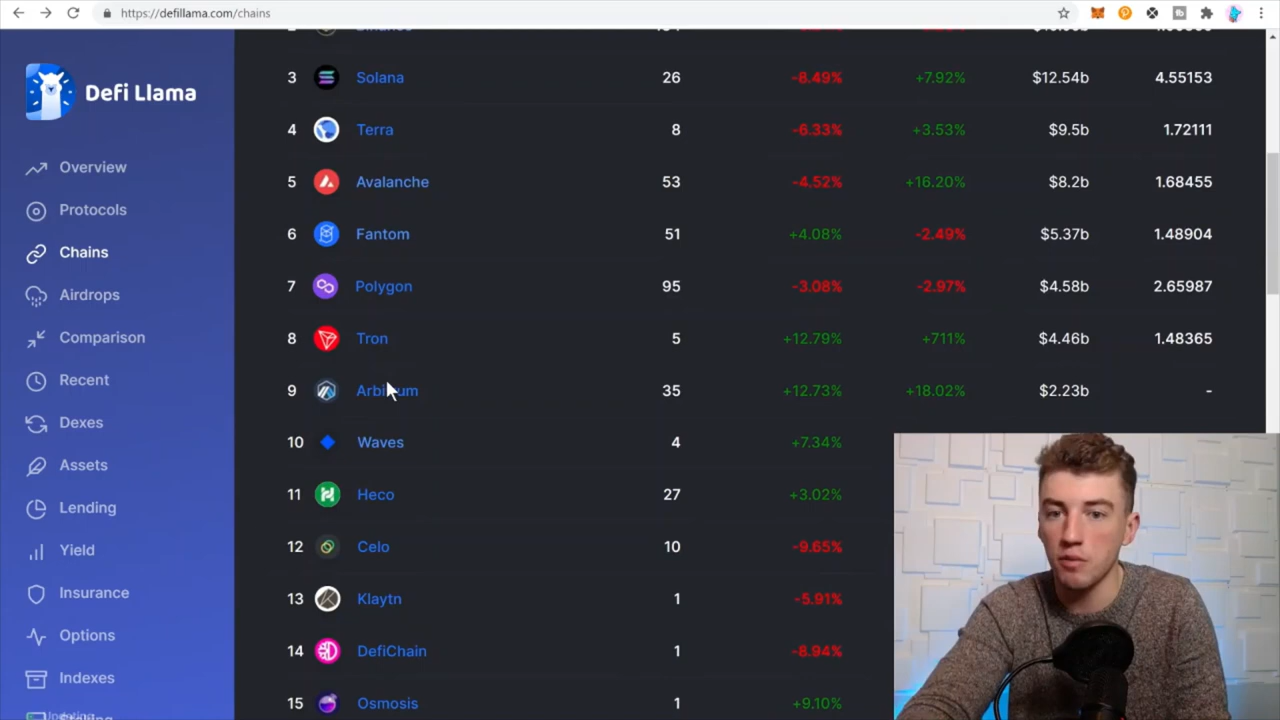 https://defillama.com/chains
Defi Llama
Overview
Protocols
Chains
Airdrops
Comparison
Recent
Dexes
Assets
Lending
Yield
Insurance
Options
Indexes
3 Solana 26 -8.49% +7.92% $12.54b 4.55153
4 Terra 8 -6.33% +3.53% $9.5b 1.72111
5 Avalanche 53 -4.52% +16.20% $8.2b 1.68455
6 Fantom 51 +4.08% -2.49% $5.37b 1.48904
7 Polygon 95 -3.08% -2.97% $4.58b 2.65987
8 Tron 5 +12.79% +711% $4.46b 1.48365
9 Arbitrum 35 +12.73% +18.02% $2.23b -
10 Waves 4 +7.34%
11 Heco 27 +3.02%
12 Celo 10 -9.65%
13 Klaytn 1 -5.91%
14 DefiChain 1 -8.94%
15 Osmosis 1 +9.10%